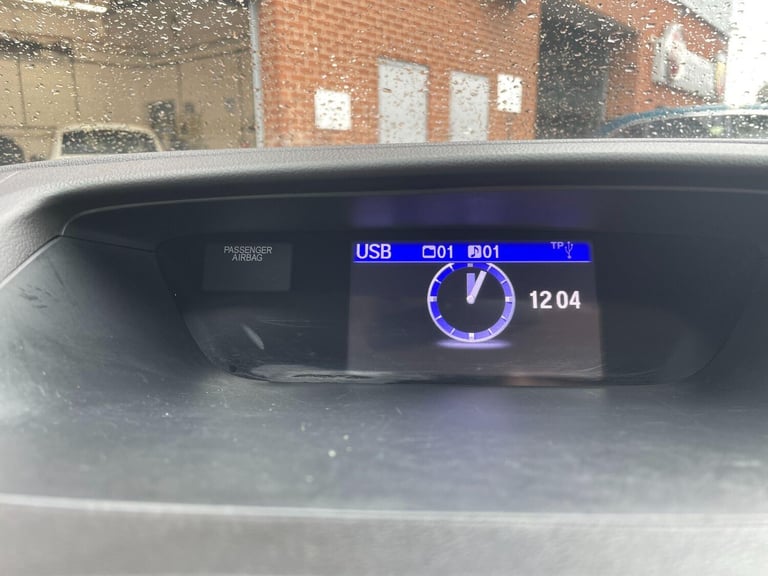 PASSENGER
AIRBAG
USB 01 01 TP
12 04